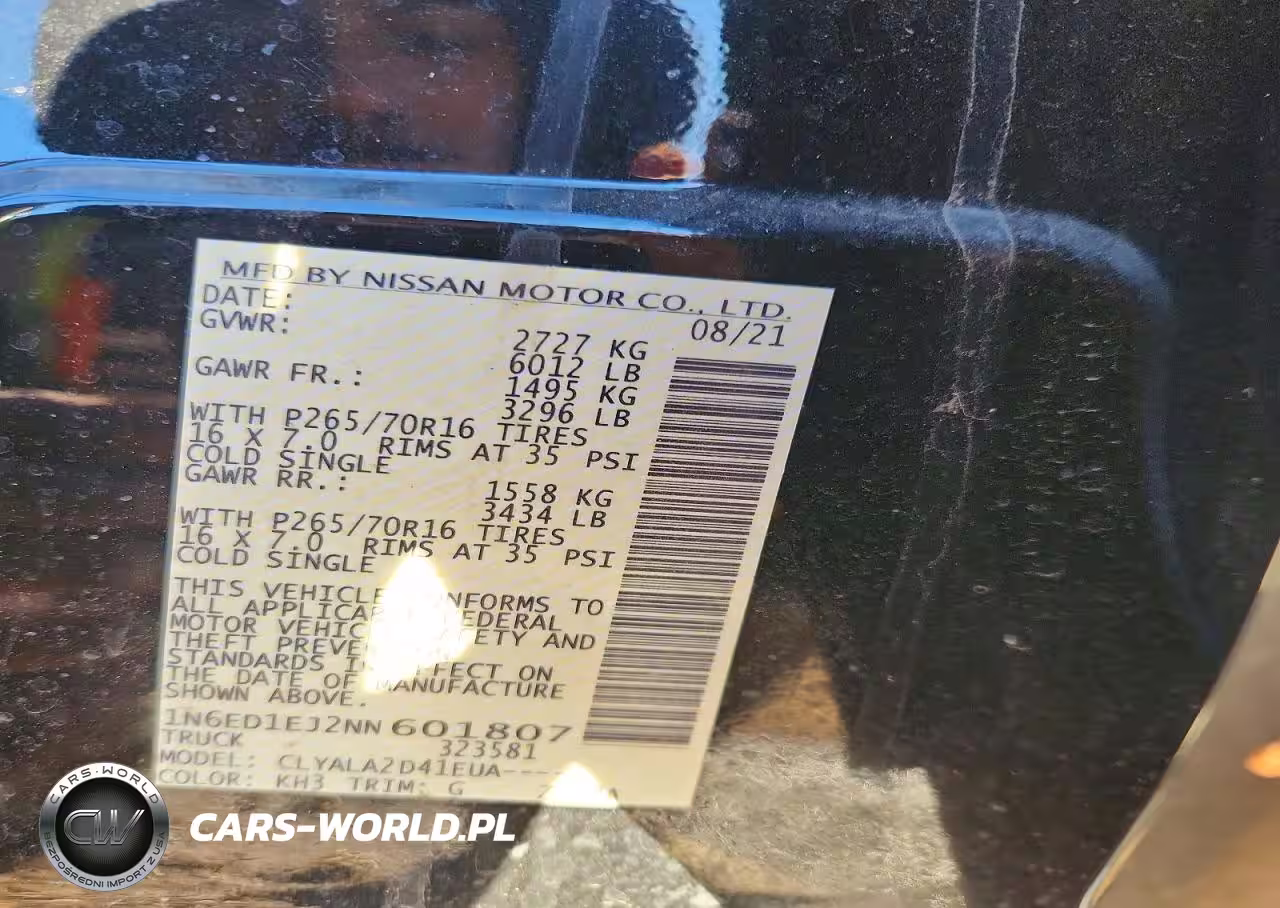 MFD BY NISSAN MOTOR CO., LTD.
DATE: 08/21
GVWR: 2727 KG
6012 LB
GAWR FR.: 1495 KG
3296 LB
WITH P265/70R16 TIRES
16 X 7.0 RIMS AT 35 PSI
COLD SINGLE
GAWR RR.: 1558 KG
3434 LB
WITH P265/70R16 TIRES
16 X 7.0 RIMS AT 35 PSI
COLD SINGLE
THIS VEHICLE CONFORMS TO
ALL FEDERAL
MOTOR AND
THEFT
STANDARDS ON
THE DATE OF MANUFACTURE
SHOWN ABOVE.
1N6ED1EJ2NN601807
TRUCK 323581
MODEL: CLYALA2D41EUA----
COLOR: KH3 TRIM: G
CARS-WORLD
CW
BEZPOŚREDNI IMPORT Z USA
CARS-WORLD.PL